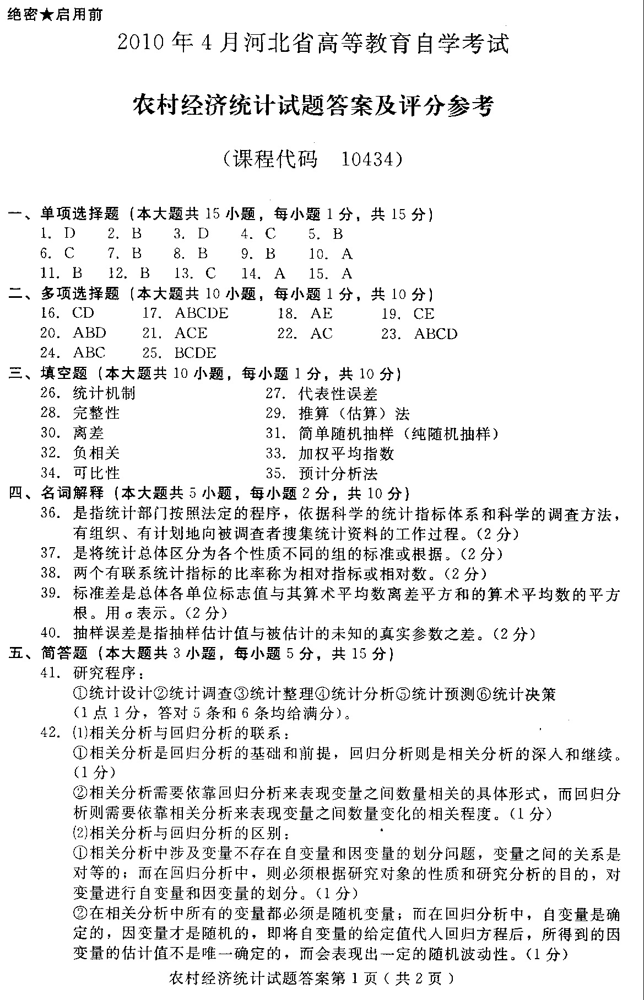 绝密★启用前
2010 年 4 月河北省高等教育自学考试
农村经济统计试题答案及评分参考
(课程代码 10434)
一、单项选择题(本大题共 15 小题,每小题 1 分,共 15 分)
1. D 2. B 3. D 4. C 5. B
6. C 7. B 8. B 9. B 10. A
11. B 12. B 13. C 14. A 15. A
二、多项选择题(本大题共 10 小题,每小题 1 分,共 10 分)
16. CD 17. ABCDE 18. AE 19. CE
20. ABD 21. ACE 22. AC 23. ABCD
24. ABC 25. BCDE
三、填空题(本大题共 10 小题,每小题 1 分,共 10 分)
26. 统计机制 27. 代表性误差
28. 完整性 29. 推算(估算)法
30. 离差 31. 简单随机抽样(纯随机抽样)
32. 负相关 33. 加权平均指数
34. 可比性 35. 预计分析法
四、名词解释(本大题共 5 小题,每小题 2 分,共 10 分)
36. 是指统计部门按照法定的程序,依据科学的统计指标体系和科学的调查方法,
有组织、有计划地向被调查者搜集统计资料的工作过程。(2 分)
37. 是将统计总体区分为各个性质不同的组的标准或根据。(2 分)
38. 两个有联系统计指标的比率称为相对指标或相对数。(2 分)
39. 标准差是总体各单位标志值与其算术平均数离差平方和的算术平均数的平方
根。用 σ 表示。(2 分)
40. 抽样误差是指抽样估计值与被估计的未知的真实参数之差。(2 分)
五、简答题(本大题共 3 小题,每小题 5 分,共 15 分)
41. 研究程序:
①统计设计②统计调查③统计整理④统计分析⑤统计预测⑥统计决策
(1 点 1 分,答对 5 条和 6 条均给满分)。
42. ⑴相关分析与回归分析的联系:
①相关分析是回归分析的基础和前提,回归分析则是相关分析的深入和继续。
(1 分)
②相关分析需要依靠回归分析来表现变量之间数量相关的具体形式,而回归分
析则需要依靠相关分析来表现变量之间数量变化的相关程度。(1 分)
⑵相关分析与回归分析的区别:
①相关分析中涉及变量不存在自变量和因变量的划分问题,变量之间的关系是
对等的;而在回归分析中,则必须根据研究对象的性质和研究分析的目的,对
变量进行自变量和因变量的划分。(1 分)
②在相关分析中所有的变量都必须是随机变量;而在回归分析中,自变量是确
定的,因变量才是随机的,即将自变量的给定值代人回归方程后,所得到的因
变量的估计值不是唯一确定的,而会表现出一定的随机波动性。(1 分)
农村经济统计试题答案第 1 页( 共 2 页 )